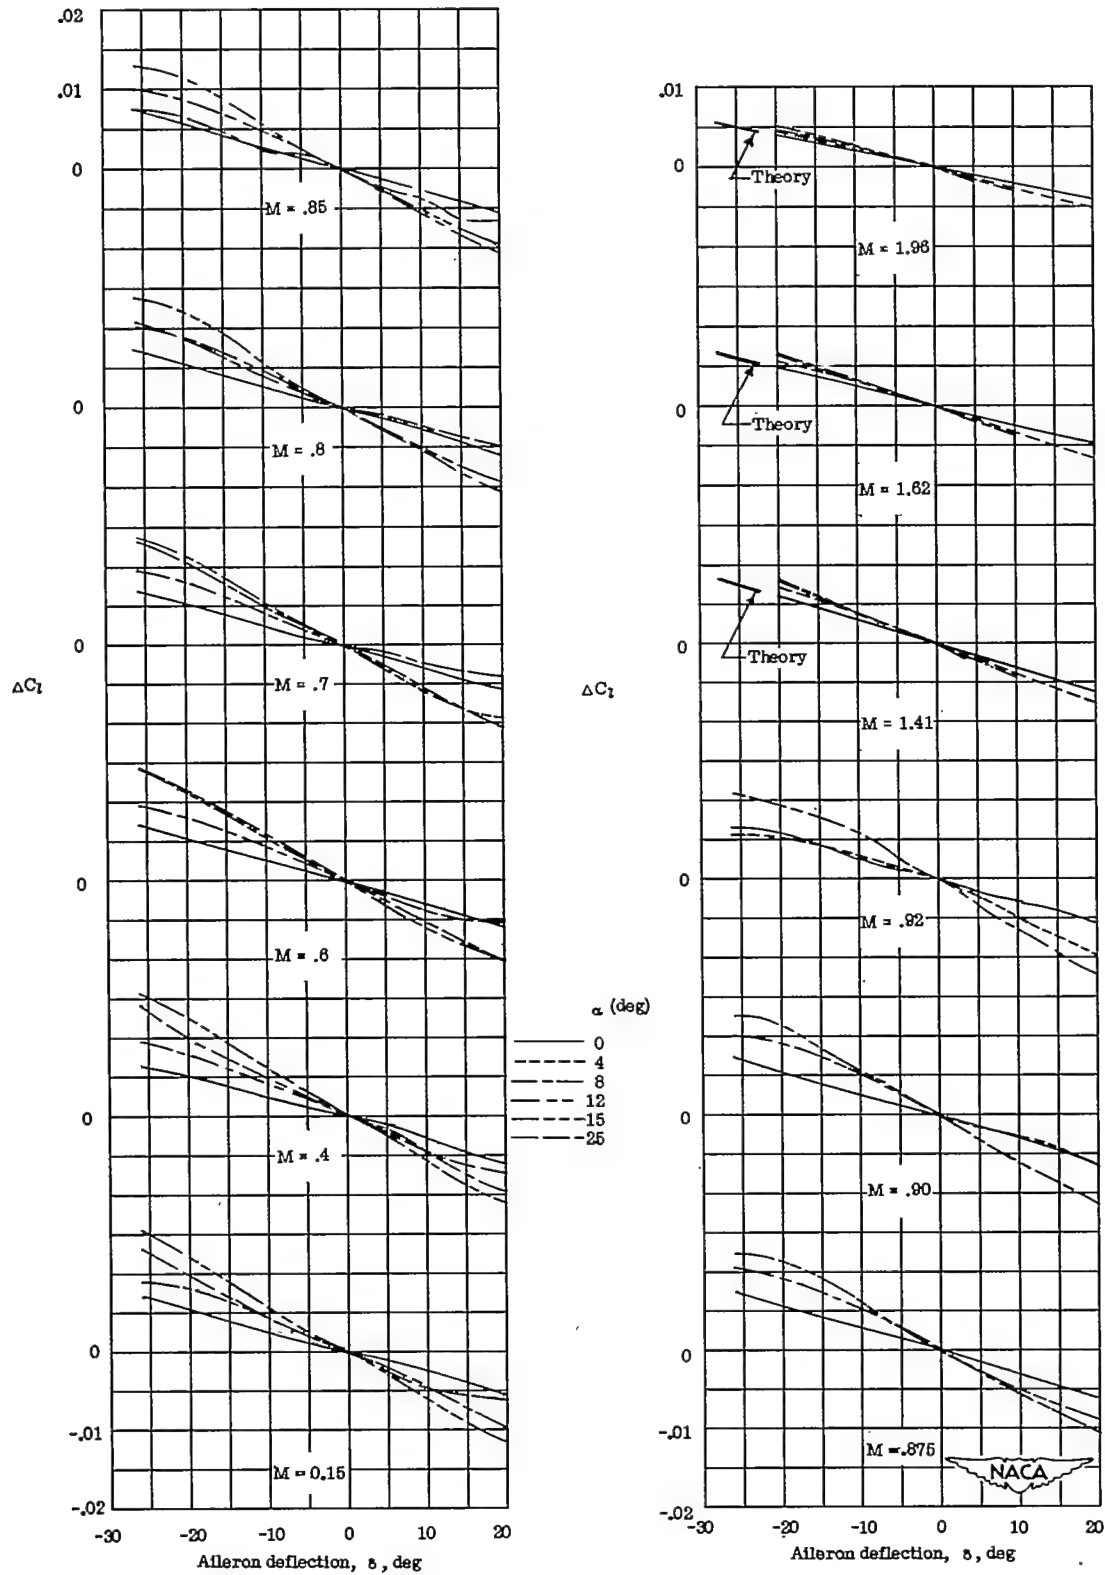 .02
.01
0
M = .85
0
M = .8
0
M = .7
ΔCl
0
M = .6
0
M = .4
0
-.01
M = 0.15
-.02
-30 -20 -10 0 10 20
Aileron deflection, δ, deg
α (deg)
0
4
8
12
15
25
.01
0
Theory
M = 1.96
0
Theory
M = 1.62
0
Theory
ΔCl
M = 1.41
0
M = .92
0
M = .90
0
-.01
M = .875
NACA
-.02
-30 -20 -10 0 10 20
Aileron deflection, δ, deg